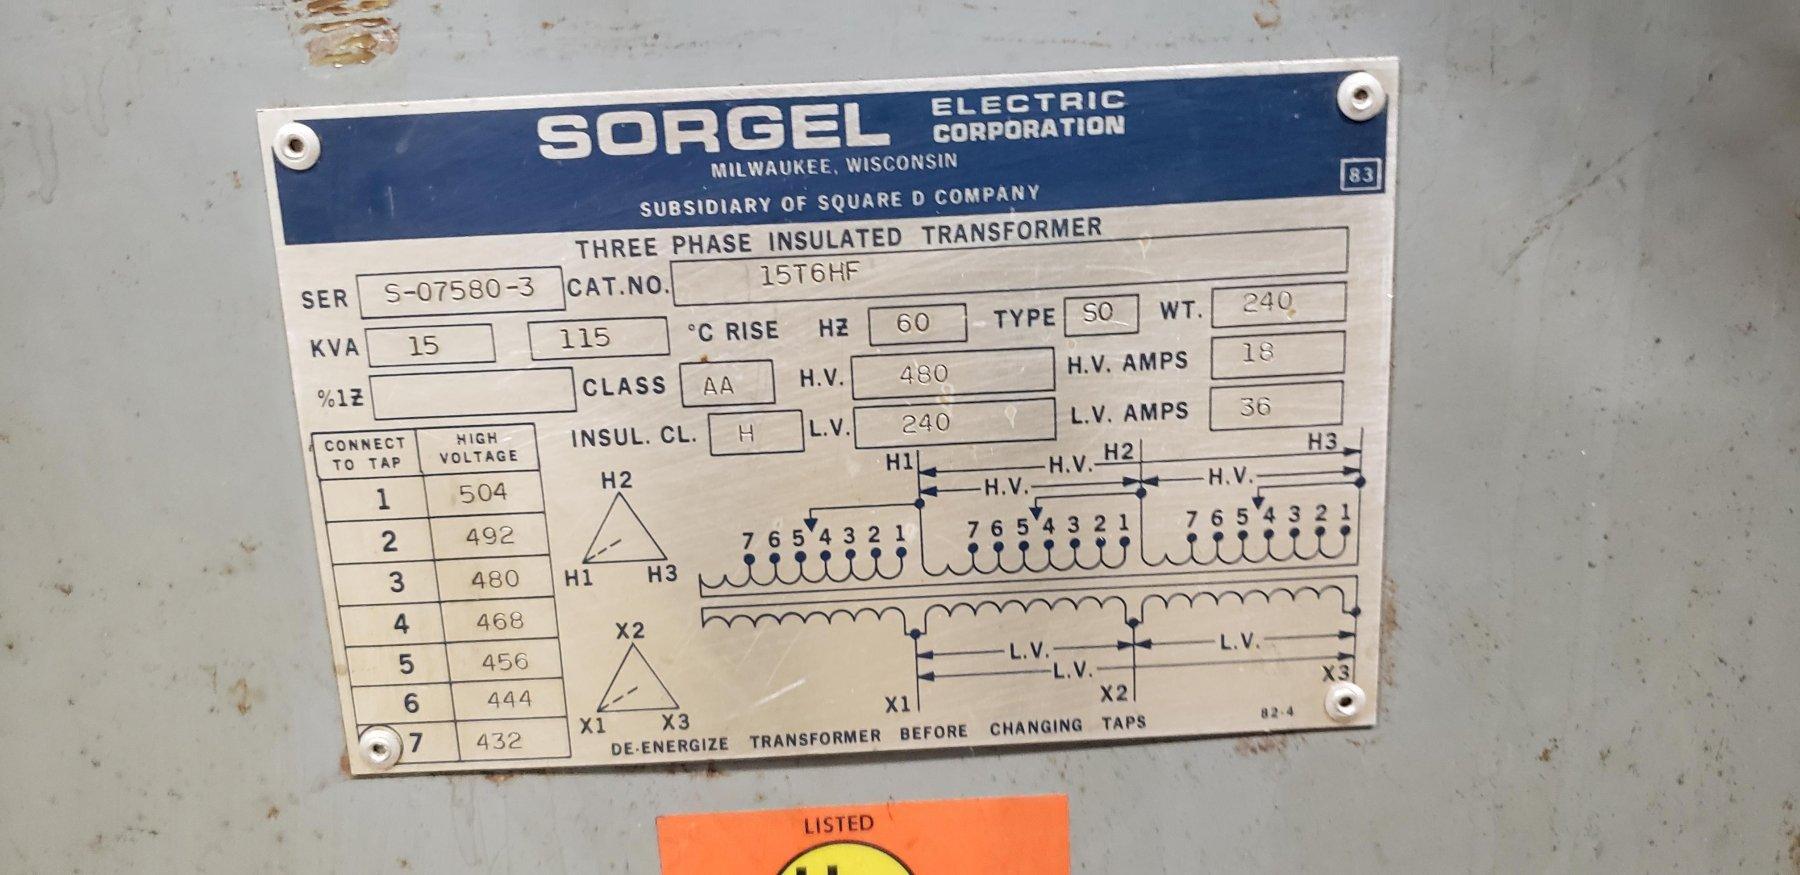 SORGEL ELECTRIC CORPORATION
MILWAUKEE, WISCONSIN
SUBSIDIARY OF SQUARE D COMPANY
83
THREE PHASE INSULATED TRANSFORMER
SER S-07580-3 CAT.NO. 15T6HF
KVA 15 115 °C RISE HZ 60 TYPE SO WT. 240
%IZ CLASS AA H.V. 480 H.V. AMPS 18
INSUL. CL. H L.V. 240 L.V. AMPS 36
CONNECT TO TAP HIGH VOLTAGE
1 504
2 492
3 480
4 468
5 456
6 444
7 432
H2
H1 H3
X2
X1 X3
H1 H2 H3
H.V.
H.V. H.V.
7 6 5 4 3 2 1 7 6 5 4 3 2 1 7 6 5 4 3 2 1
L.V. L.V.
L.V.
X1 X2 X3
DE-ENERGIZE TRANSFORMER BEFORE CHANGING TAPS
82-4
LISTED